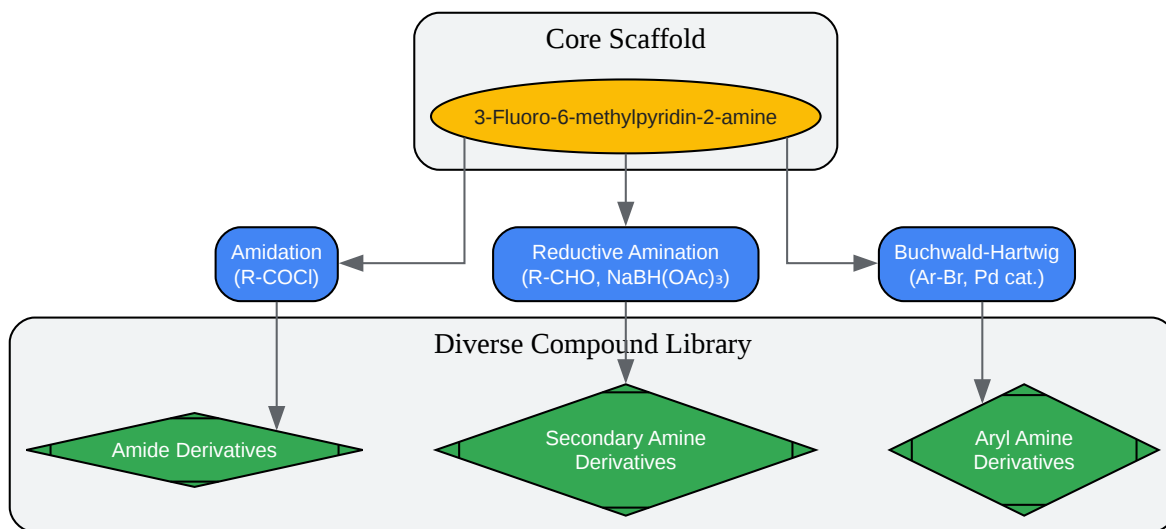 Core Scaffold
3-Fluoro-6-methylpyridin-2-amine
Amidation
(R-COCl)
Reductive Amination
(R-CHO, NaBH(OAc)₃)
Buchwald-Hartwig
(Ar-Br, Pd cat.)
Diverse Compound Library
Amide Derivatives
Secondary Amine
Derivatives
Aryl Amine
Derivatives